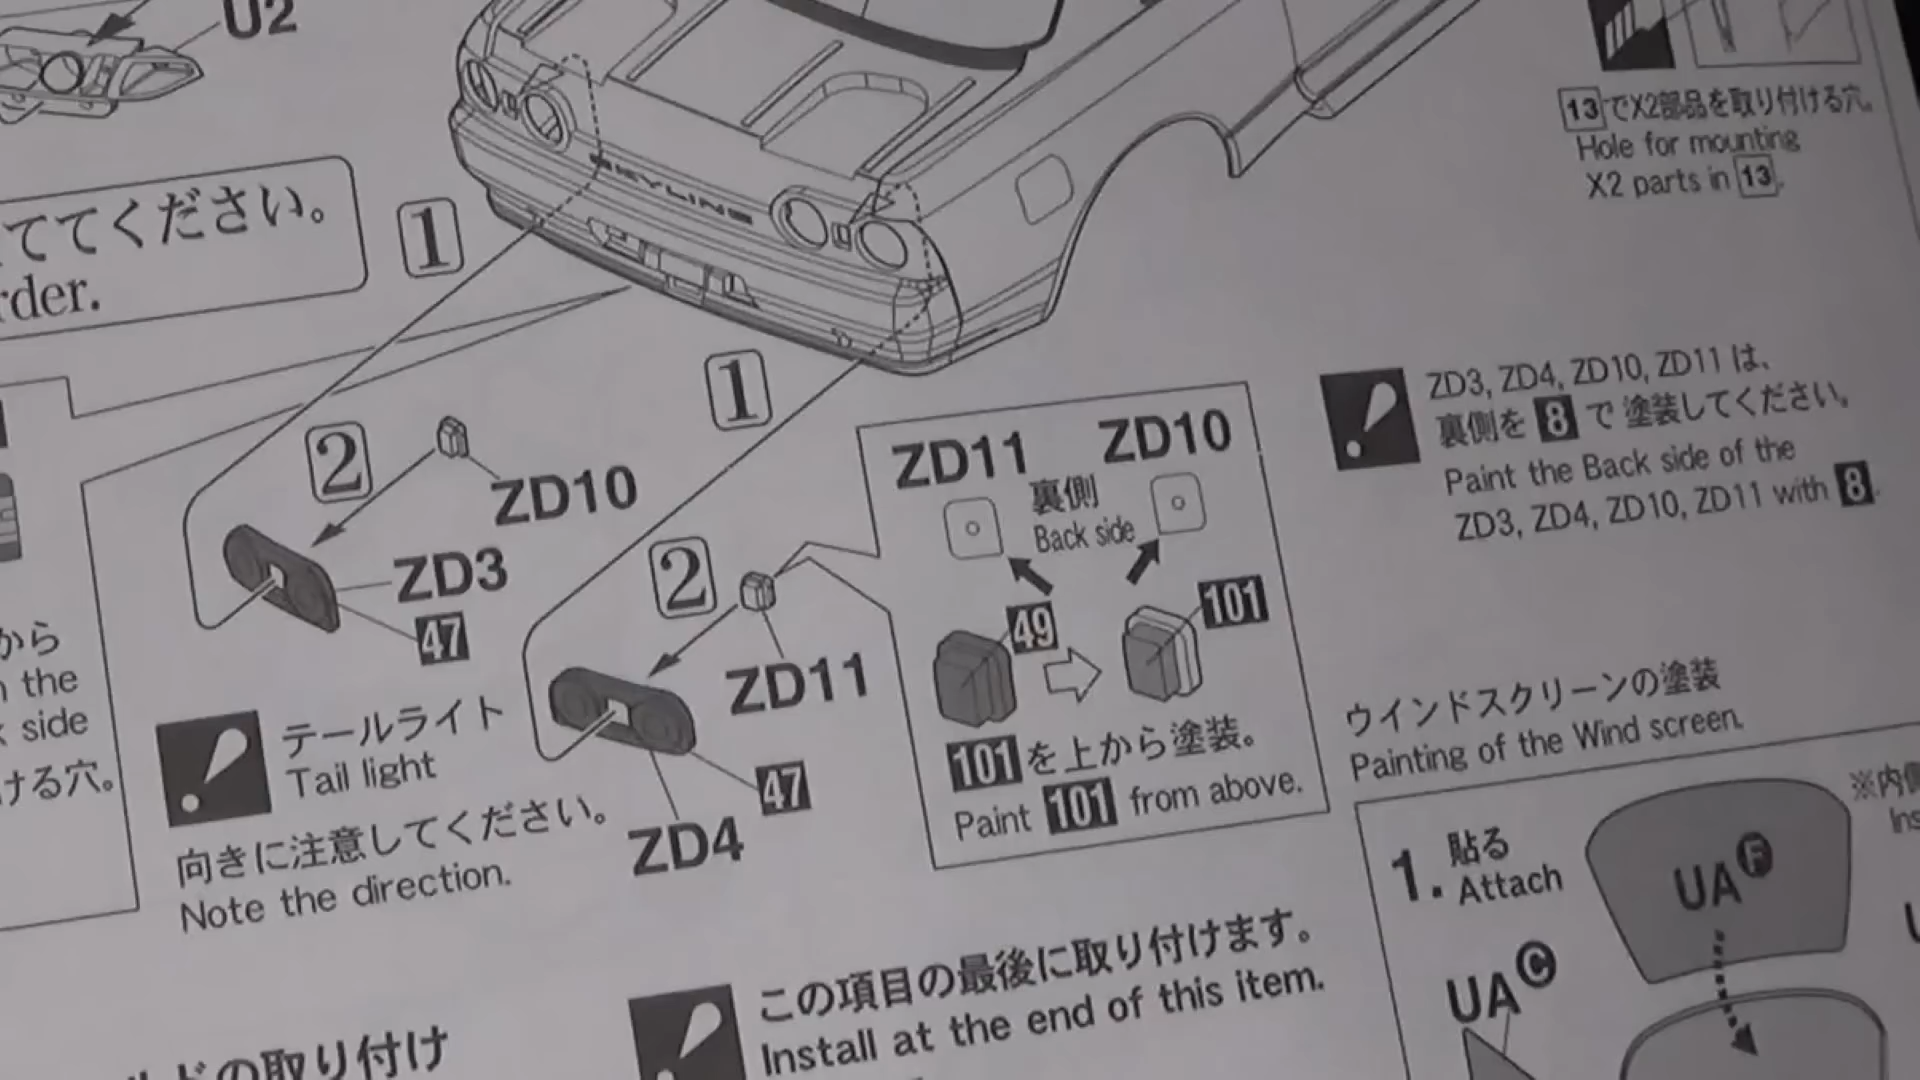 U2
13でX2部品を取り付ける穴。
Hole for mounting
X2 parts in 13.
ててください。
rder.
1
SKYLINE
1
2
ZD10
ZD3
47
2
ZD11
ZD4
47
テールライト
Tail light
向きに注意してください。
Note the direction.
から
the
side
ける穴。
ZD11
ZD10
裏側
Back side
49
101
101を上から塗装。
Paint 101 from above.
ZD3, ZD4, ZD10, ZD11 は、
裏側を 8 で 塗装してください。
Paint the Back side of the
ZD3, ZD4, ZD10, ZD11 with 8.
ウインドスクリーンの塗装
Painting of the Wind screen.
1. 貼る
Attach
UA F
UA C
※内側
Ins
この項目の最後に取り付けます。
Install at the end of this item.
ドの取り付け